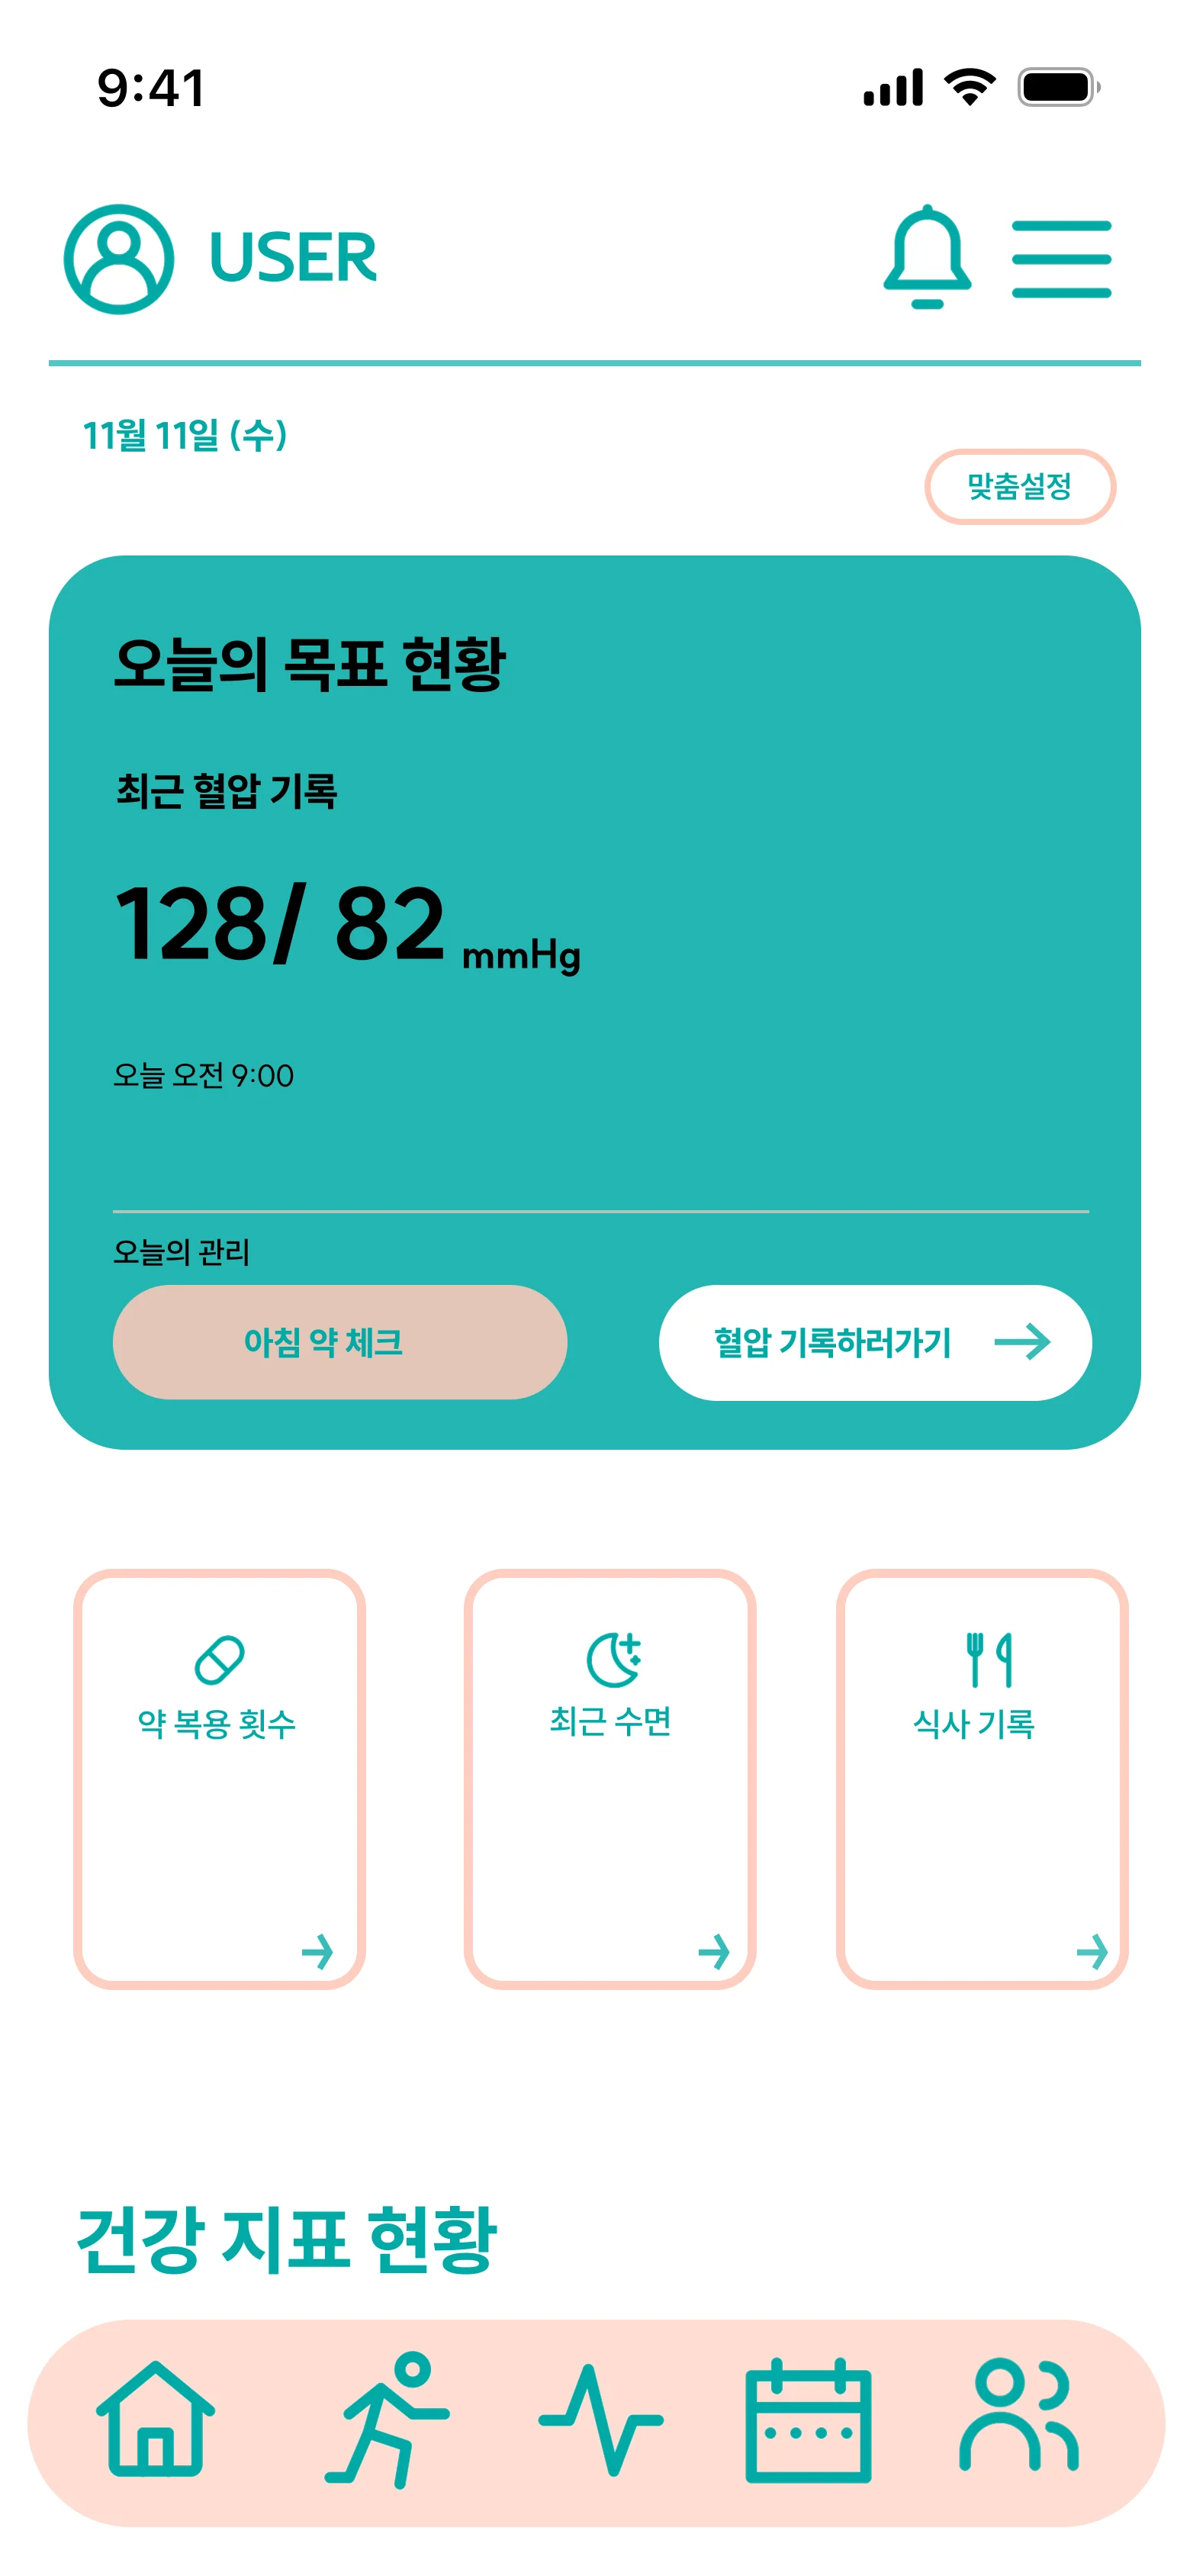 9:41
USER
11월 11일 (수)
맞춤설정
오늘의 목표 현황
최근 혈압 기록
128/ 82 mmHg
오늘 오전 9:00
오늘의 관리
아침 약 체크
혈압 기록하러가기
약 복용 횟수
최근 수면
식사 기록
건강 지표 현황